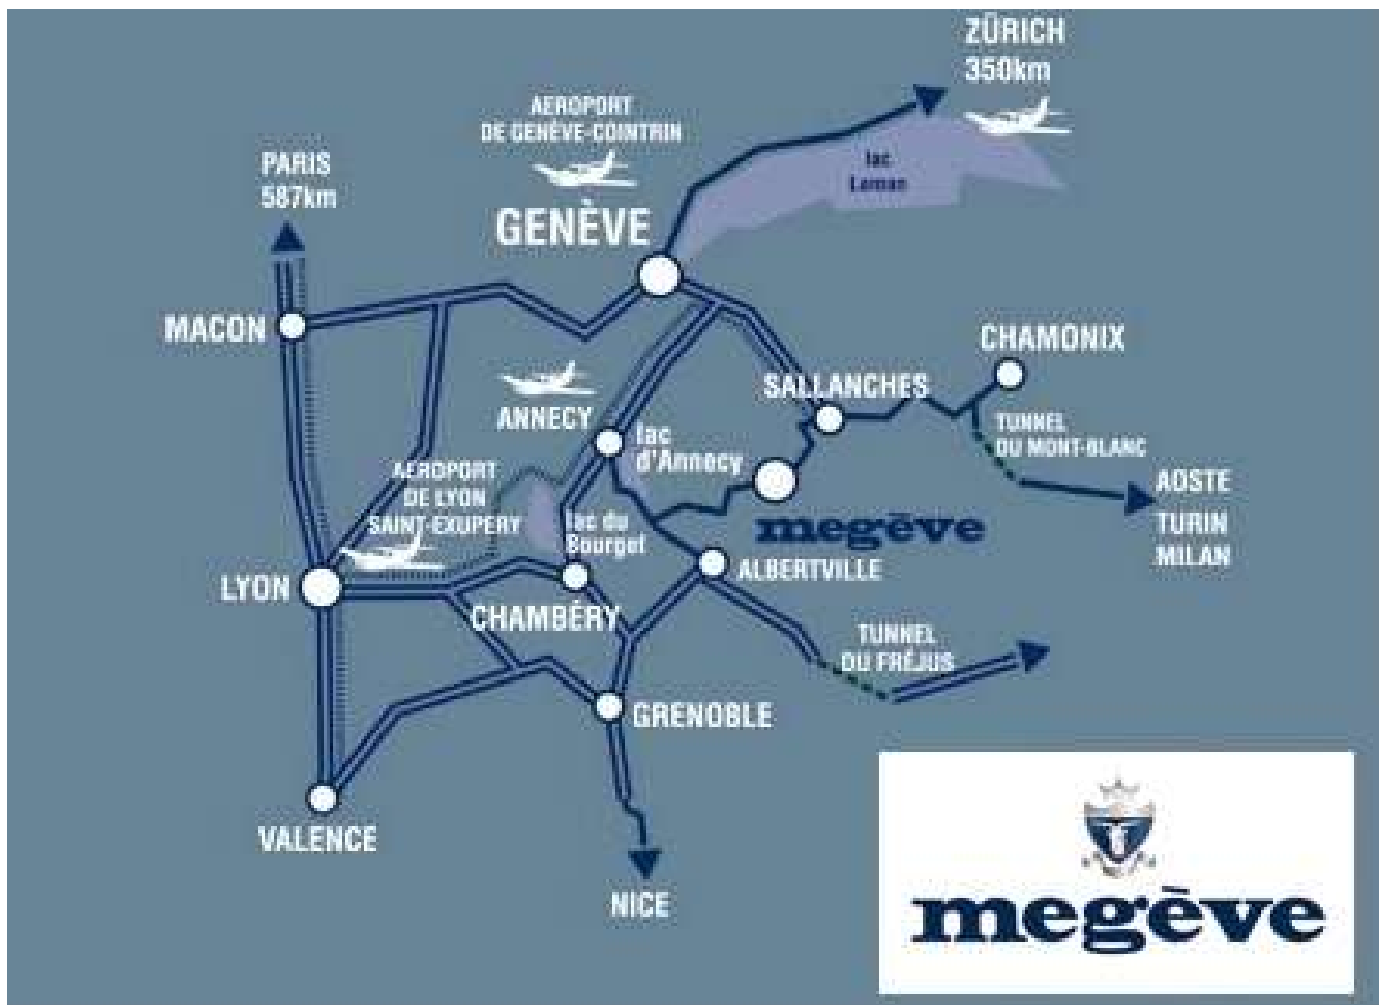 ZÜRICH
350km
AEROPORT
DE GENÈVE-COINTRIN
lac
Leman
PARIS
587km
GENÈVE
MACON
CHAMONIX
SALLANCHES
ANNECY
TUNNEL
DU MONT-BLANC
lac
d'Annecy
AEROPORT
DE LYON
SAINT-EXUPERY
AOSTE
TURIN
MILAN
megève
lac du
Bourget
ALBERTVILLE
LYON
CHAMBÉRY
TUNNEL
DU FRÉJUS
GRENOBLE
VALENCE
NICE
megève